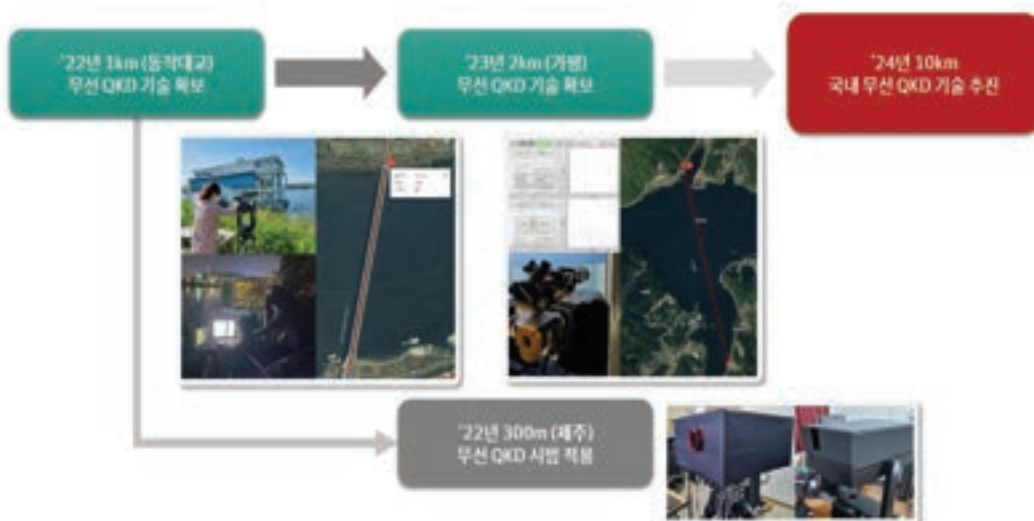 '22년 1km (동작대교)
무선 QKD 기술 확보
'23년 2km (가평)
무선 QKD 기술 확보
'24년 10km
국내 무선 QKD 기술 추진
'22년 300m (제주)
무선 QKD 시범 적용